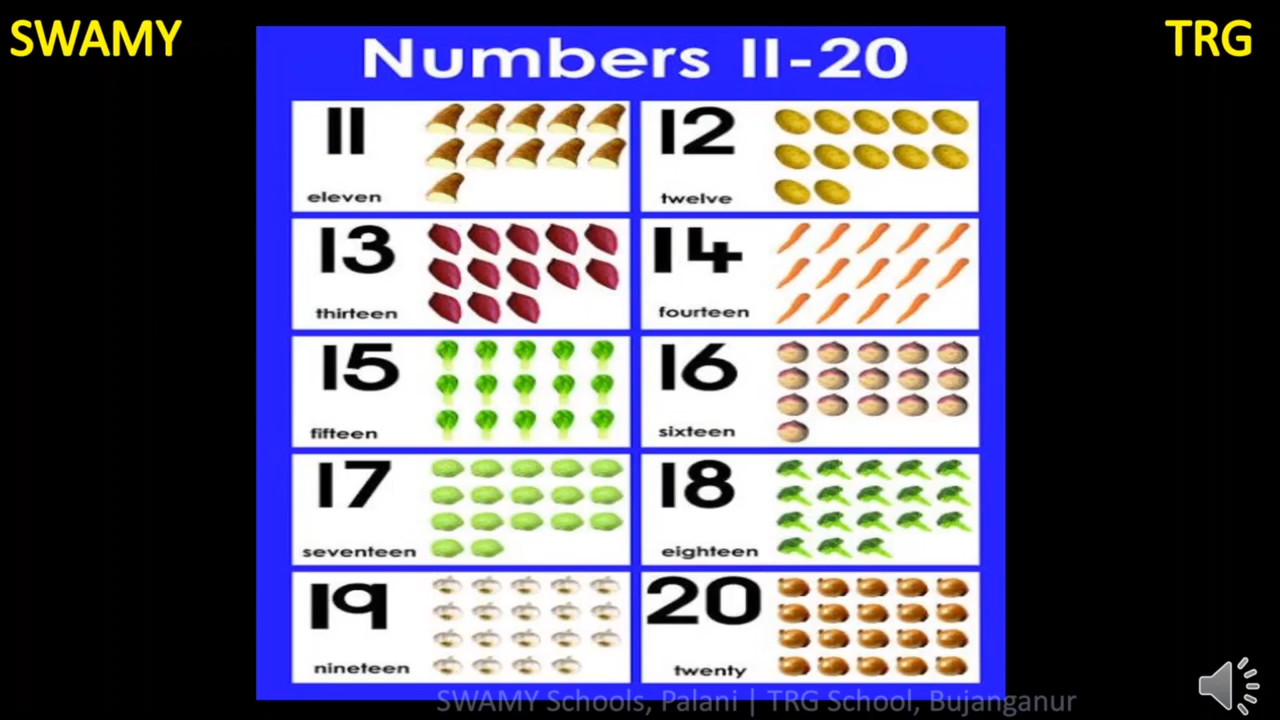 SWAMY
TRG
Numbers 11-20
11
eleven
12
twelve
13
thirteen
14
fourteen
15
fifteen
16
sixteen
17
seventeen
18
eighteen
19
nineteen
20
twenty
SWAMY Schools, Palani | TRG School, Bujanganur